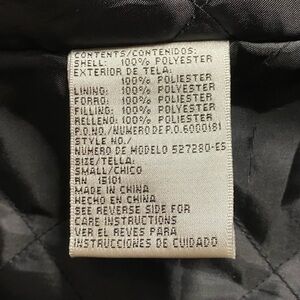 CONTENTS/CONTENIDOS:
SHELL: 100% POLYESTER
EXTERIOR DE TELA:
100% POLIESTER
LINING: 100% POLYESTER
FORRO: 100% POLIESTER
FILLING: 100% POLYESTER
RELLENO: 100% POLIESTER
P.O.NO./NUMERO DE P.O.6000181
STYLE NO./
NUMERO DE MODELO 527280-ES
SIZE/TELLA:
SMALL/CHICO
RN 15101
MADE IN CHINA
HECHO EN CHINA
SEE REVERSE SIDE FOR
CARE INSTRUCTIONS
VER EL REVES PARA
INSTRUCCIONES DE CUIDADO